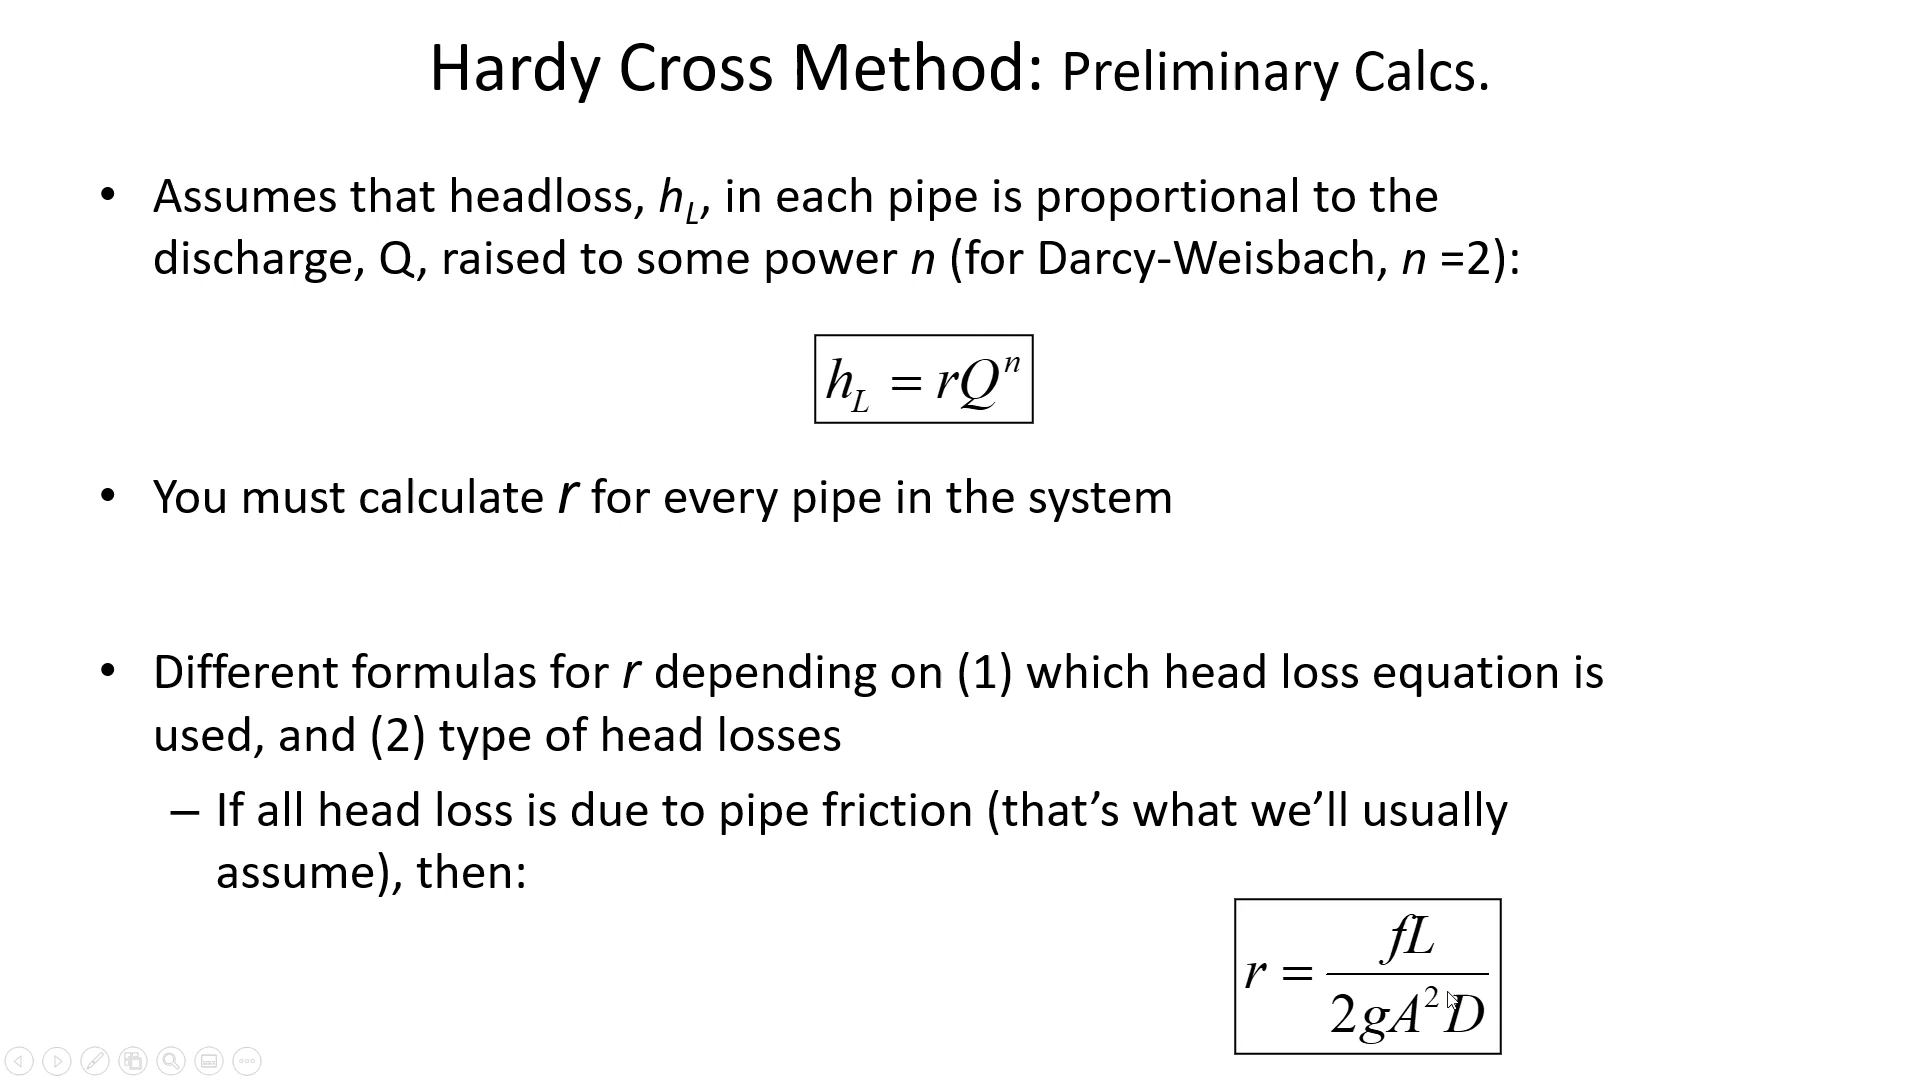 Hardy Cross Method: Preliminary Calcs.
• Assumes that headloss, h_L, in each pipe is proportional to the
discharge, Q, raised to some power n (for Darcy-Weisbach, n =2):
h_L = rQ^n
• You must calculate r for every pipe in the system
• Different formulas for r depending on (1) which head loss equation is
used, and (2) type of head losses
– If all head loss is due to pipe friction (that’s what we’ll usually
assume), then:
r = fL / 2gA²D